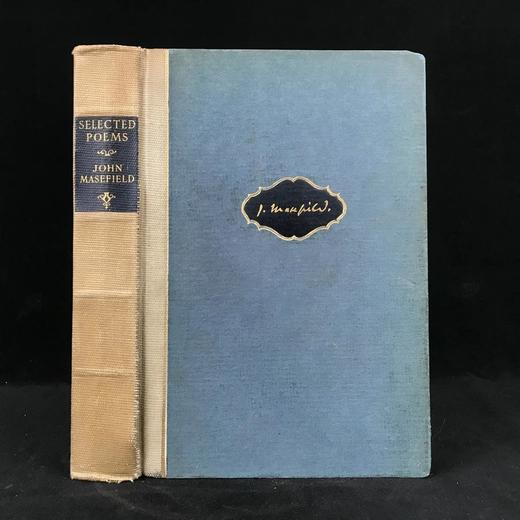 SELECTED
POEMS
JOHN
MASEFIELD
J. Masefield.